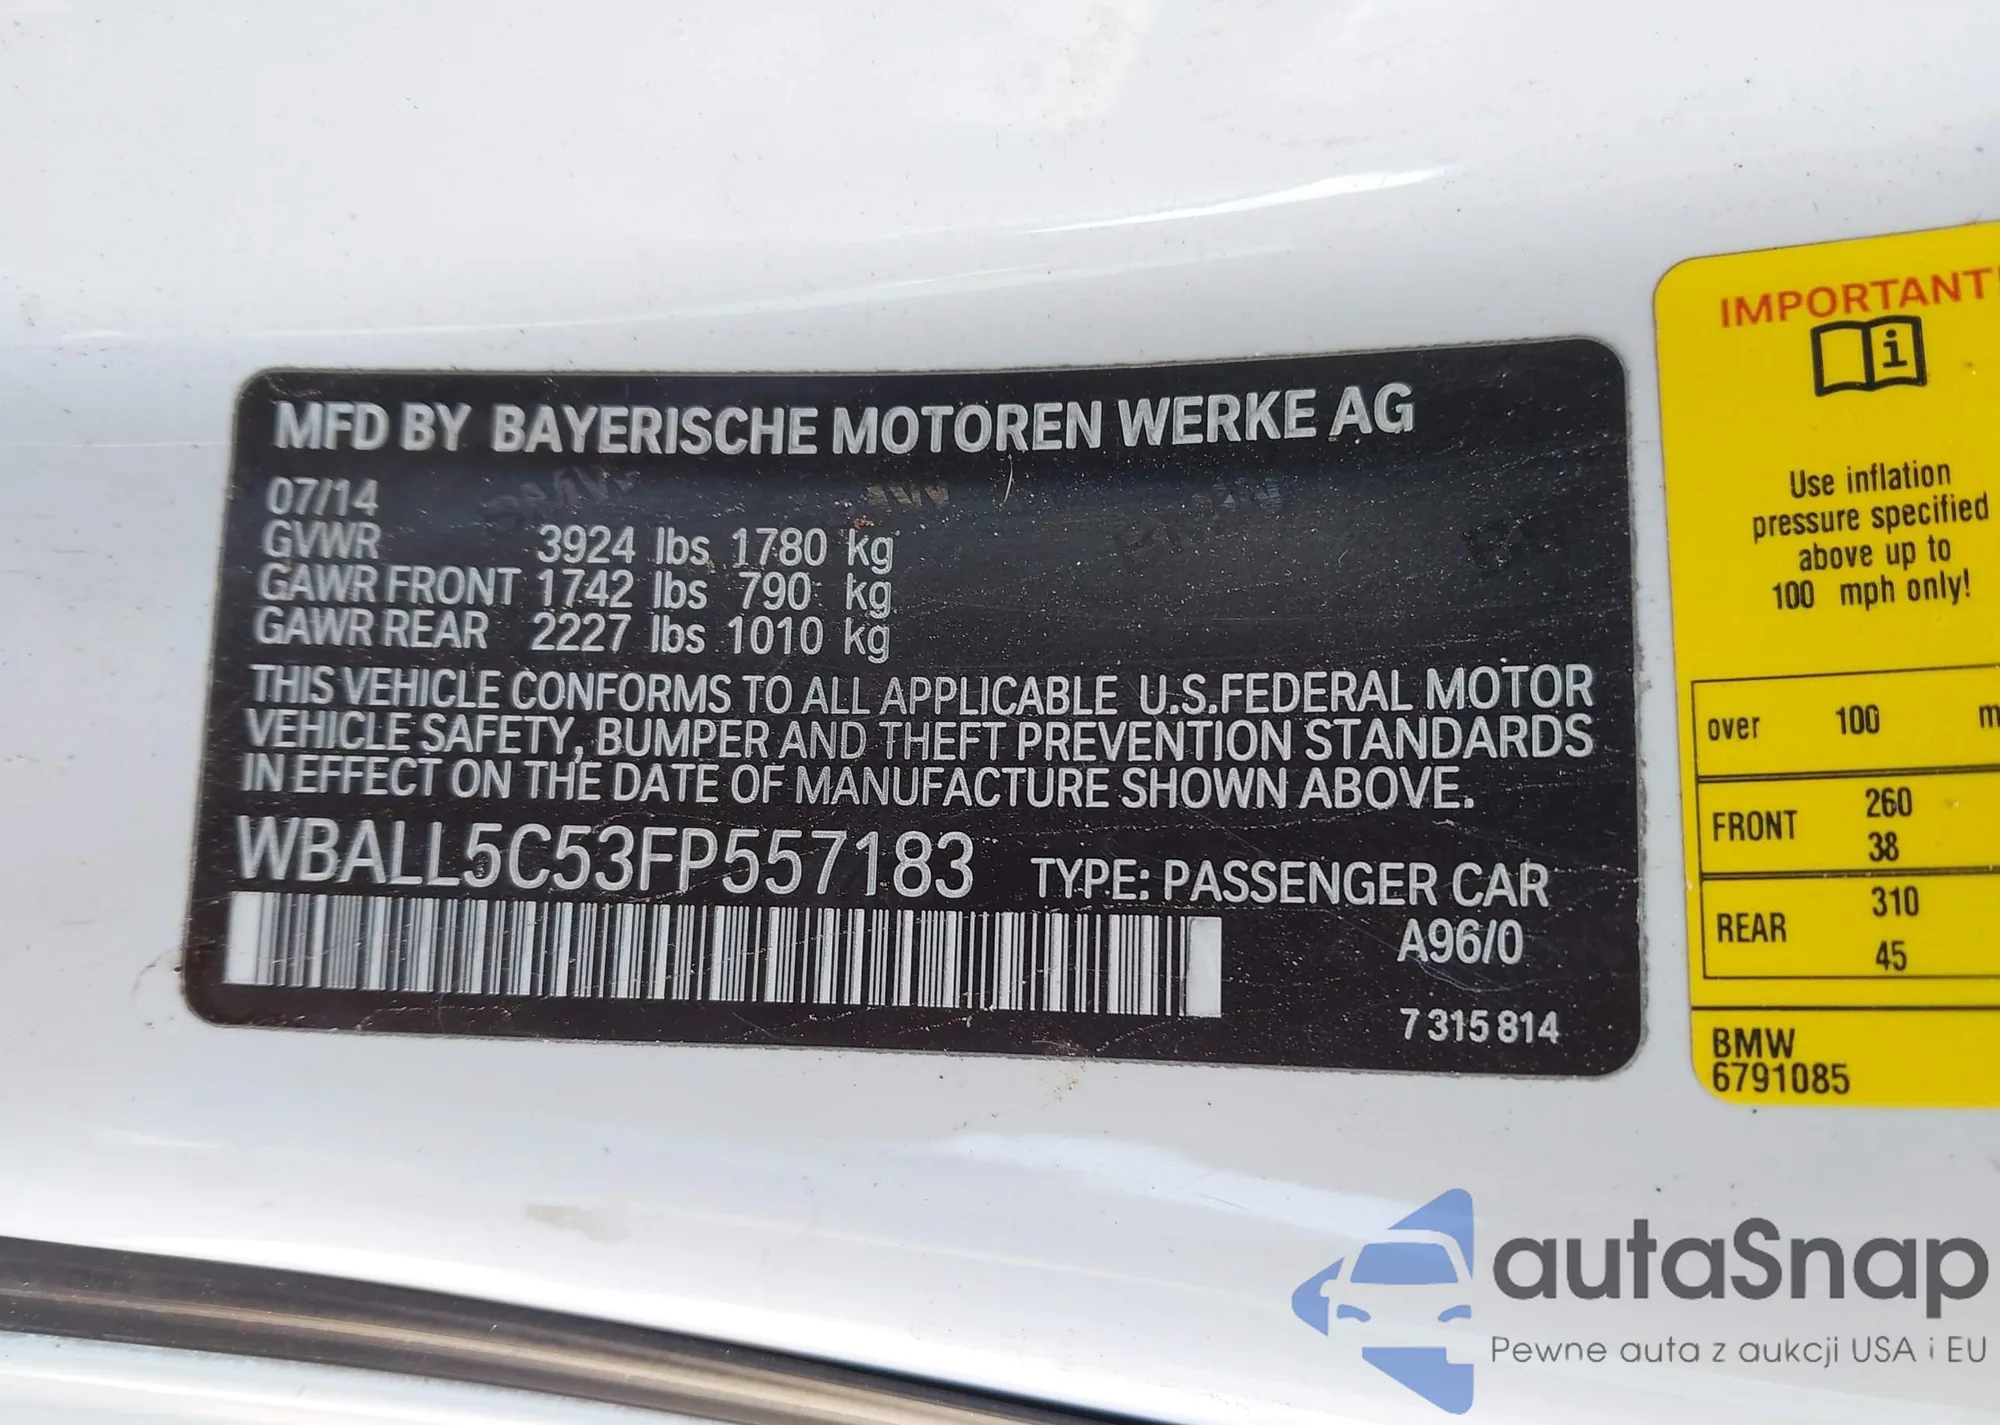 MFD BY BAYERISCHE MOTOREN WERKE AG
07/14
GVWR 3924 lbs 1780 kg
GAWR FRONT 1742 lbs 790 kg
GAWR REAR 2227 lbs 1010 kg
THIS VEHICLE CONFORMS TO ALL APPLICABLE U.S.FEDERAL MOTOR
VEHICLE SAFETY, BUMPER AND THEFT PREVENTION STANDARDS
IN EFFECT ON THE DATE OF MANUFACTURE SHOWN ABOVE.
WBALL5C53FP557183 TYPE: PASSENGER CAR
A96/0
7 315 814
IMPORTANT
i
Use inflation
pressure specified
above up to
100 mph only!
over 100
FRONT 260
38
REAR 310
45
BMW
6791085
autaSnap
Pewne auta z aukcji USA i EU